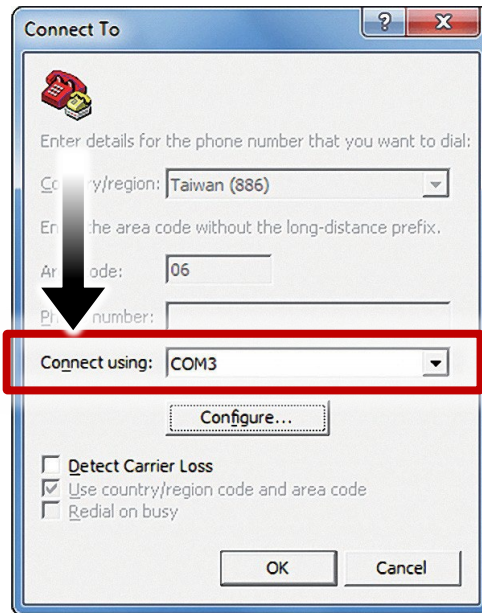 Connect To
Enter details for the phone number that you want to dial:
Taiwan (886)
the area code without the long-distance prefix.
06
number:
Connect using: COM3
Configure...
Detect Carrier Loss
Use country/region code and area code
Redial on busy
OK Cancel